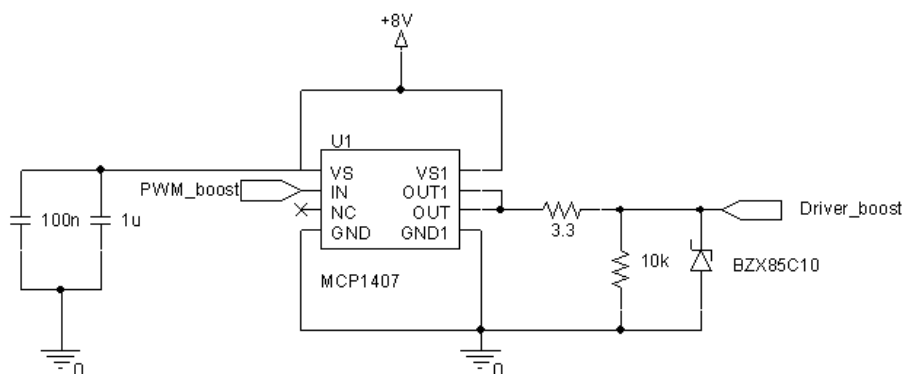 +8V
U1
VS VS1
PWM_boost IN OUT1
100n 1u NC OUT Driver_boost
GND GND1 3.3
10k BZX85C10
MCP1407
0 0